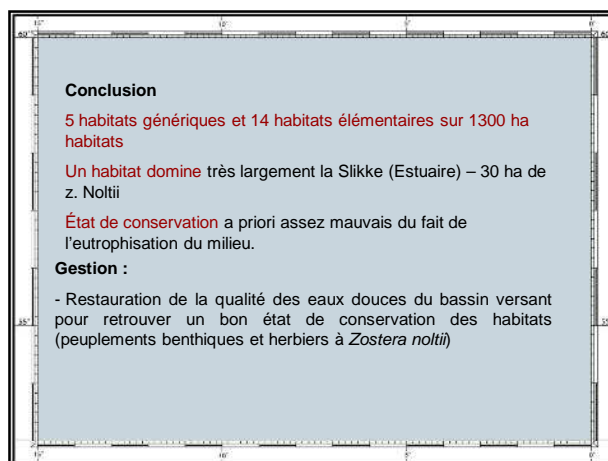 Conclusion
5 habitats génériques et 14 habitats élémentaires sur 1300 ha
habitats
Un habitat domine très largement la Slikke (Estuaire) – 30 ha de
z. Noltii
État de conservation a priori assez mauvais du fait de
l'eutrophisation du milieu.
Gestion :
- Restauration de la qualité des eaux douces du bassin versant
pour retrouver un bon état de conservation des habitats
(peuplements benthiques et herbiers à Zostera noltii)